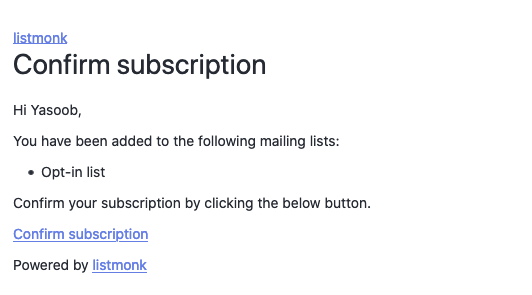 listmonk
Confirm subscription
Hi Yasoob,
You have been added to the following mailing lists:
• Opt-in list
Confirm your subscription by clicking the below button.
Confirm subscription
Powered by listmonk